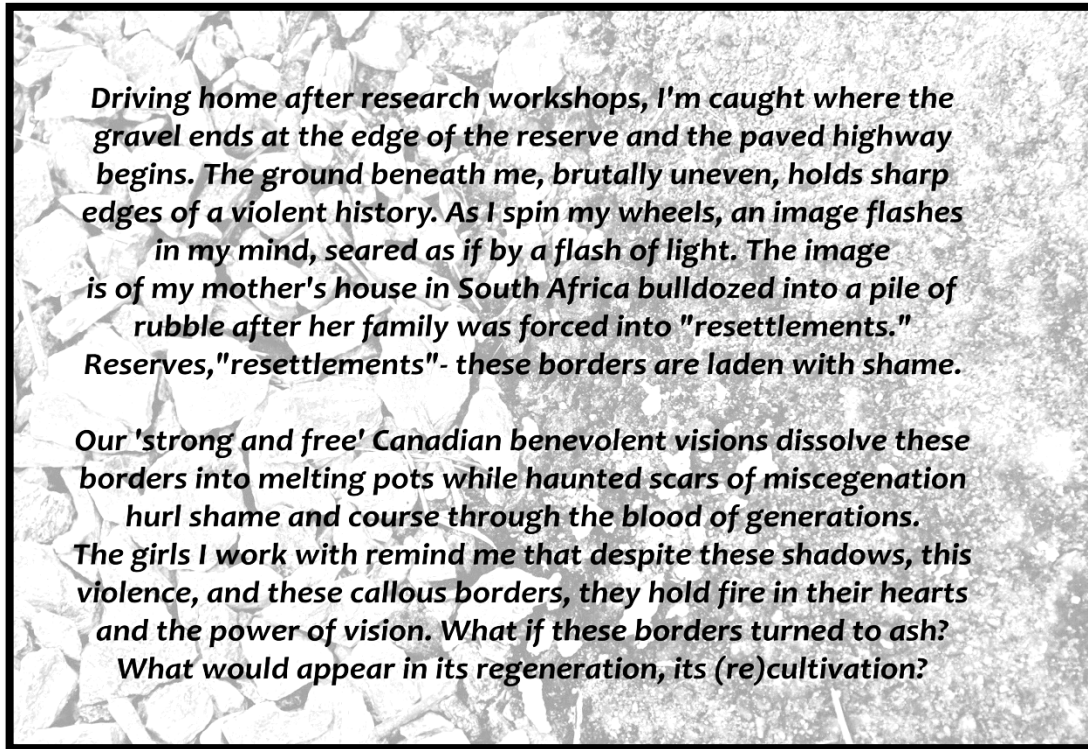 Driving home after research workshops, I'm caught where the
gravel ends at the edge of the reserve and the paved highway
begins. The ground beneath me, brutally uneven, holds sharp
edges of a violent history. As I spin my wheels, an image flashes
in my mind, seared as if by a flash of light. The image
is of my mother's house in South Africa bulldozed into a pile of
rubble after her family was forced into "resettlements."
Reserves,"resettlements"- these borders are laden with shame.

Our 'strong and free' Canadian benevolent visions dissolve these
borders into melting pots while haunted scars of miscegenation
hurl shame and course through the blood of generations.
The girls I work with remind me that despite these shadows, this
violence, and these callous borders, they hold fire in their hearts
and the power of vision. What if these borders turned to ash?
What would appear in its regeneration, its (re)cultivation?